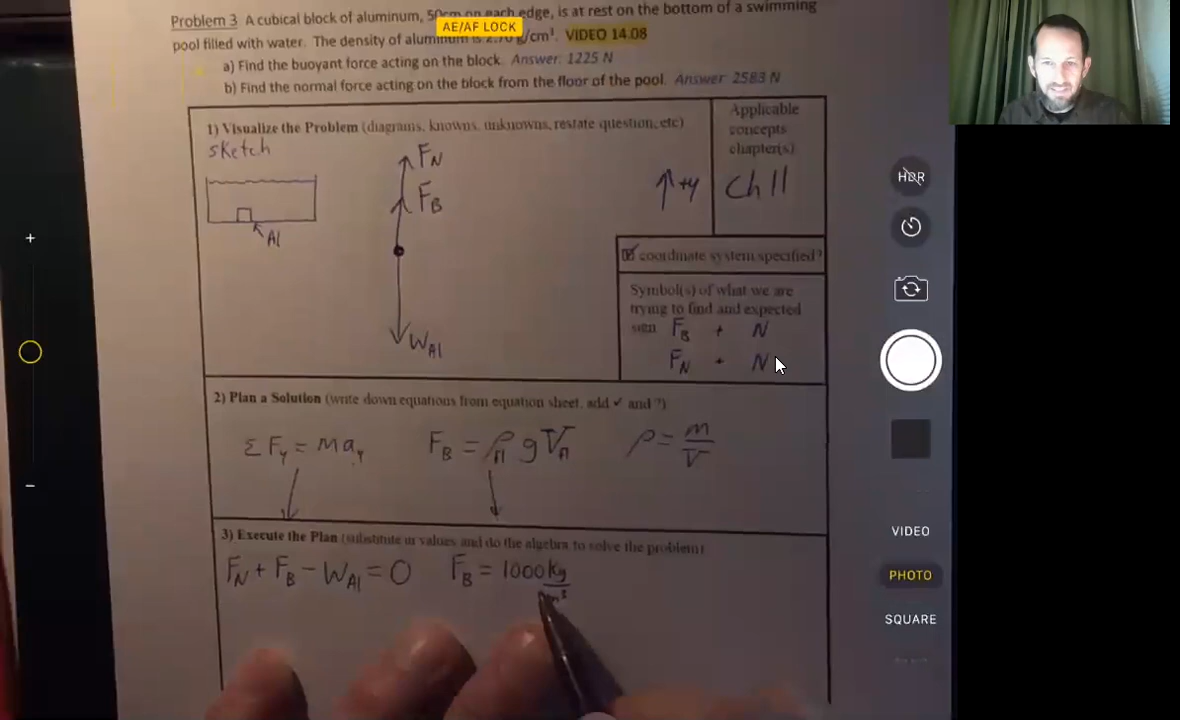 Problem 3 A cubical block of aluminum, 50cm on each edge, is at rest on the bottom of a swimming
AE/AF LOCK
pool filled with water. The density of aluminum is 2.70 g/cm³. VIDEO 14.08
a) Find the buoyant force acting on the block. Answer: 1225 N
b) Find the normal force acting on the block from the floor of the pool. Answer: 2583 N
1) Visualize the Problem (diagrams, knowns, unknowns, restate question, etc)
Applicable
concepts
chapter(s)
sketch
F_N
F_B
Al
W_Al
+y
Ch 11
coordinate system specified?
Symbol(s) of what we are
trying to find and expected
sign F_B + N
F_N + N
2) Plan a Solution (write down equations from equation sheet, add ✓ and ?)
ΣF_y = ma_y F_B = ρ_fl g V_fl ρ = m/V
3) Execute the Plan (substitute in values and do the algebra to solve the problem)
F_N + F_B - W_Al = 0 F_B = 1000 kg/m³
HDR
VIDEO
PHOTO
SQUARE